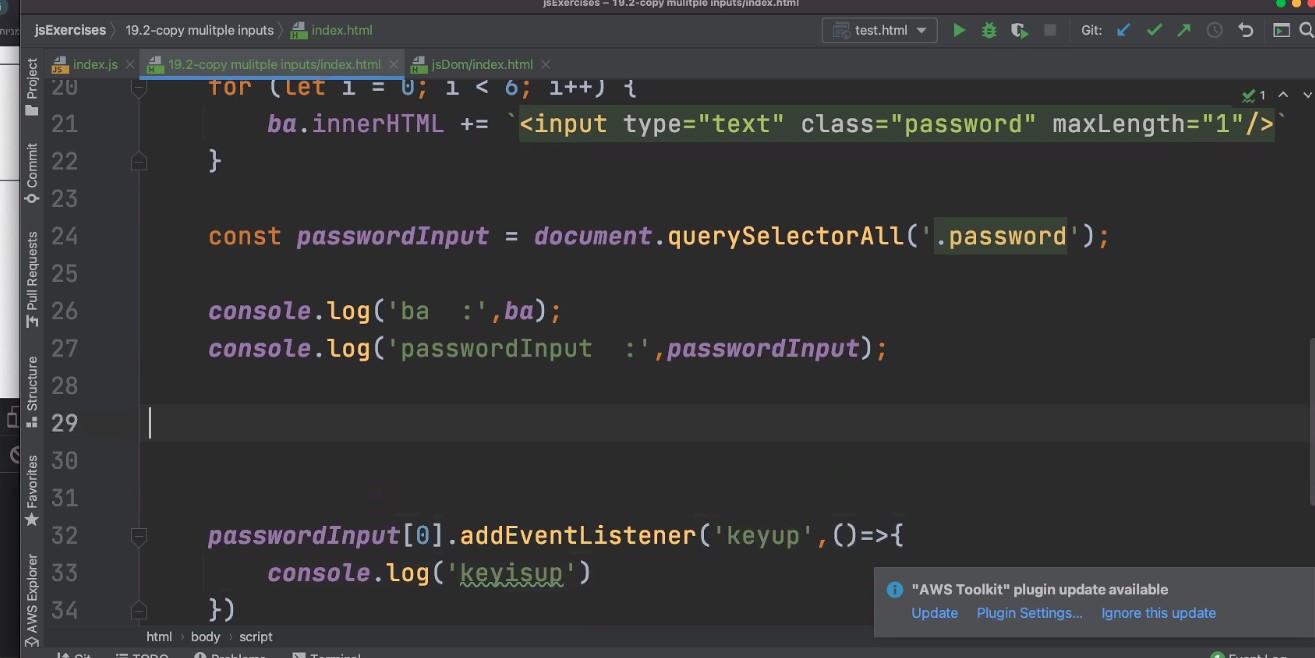 jsExercises – 19.2-copy mulitple inputs/index.html
jsExercises 19.2-copy mulitple inputs index.html test.html Git:
index.js 19.2-copy mulitple inputs/index.html jsDom/index.html
Project
Commit
Pull Requests
Structure
Favorites
AWS Explorer
20 for (let i = 0; i < 6; i++) {
1
21 ba.innerHTML += `<input type="text" class="password" maxLength="1"/>`
22 }
23
24 const passwordInput = document.querySelectorAll('.password');
25
26 console.log('ba  :',ba);
27 console.log('passwordInput  :',passwordInput);
28
29
30
31
32 passwordInput[0].addEventListener('keyup',()=>{
33 console.log('keyisup')
34 })
"AWS Toolkit" plugin update available
Update Plugin Settings... Ignore this update
html body script
Git TODO Problems Terminal Event Log